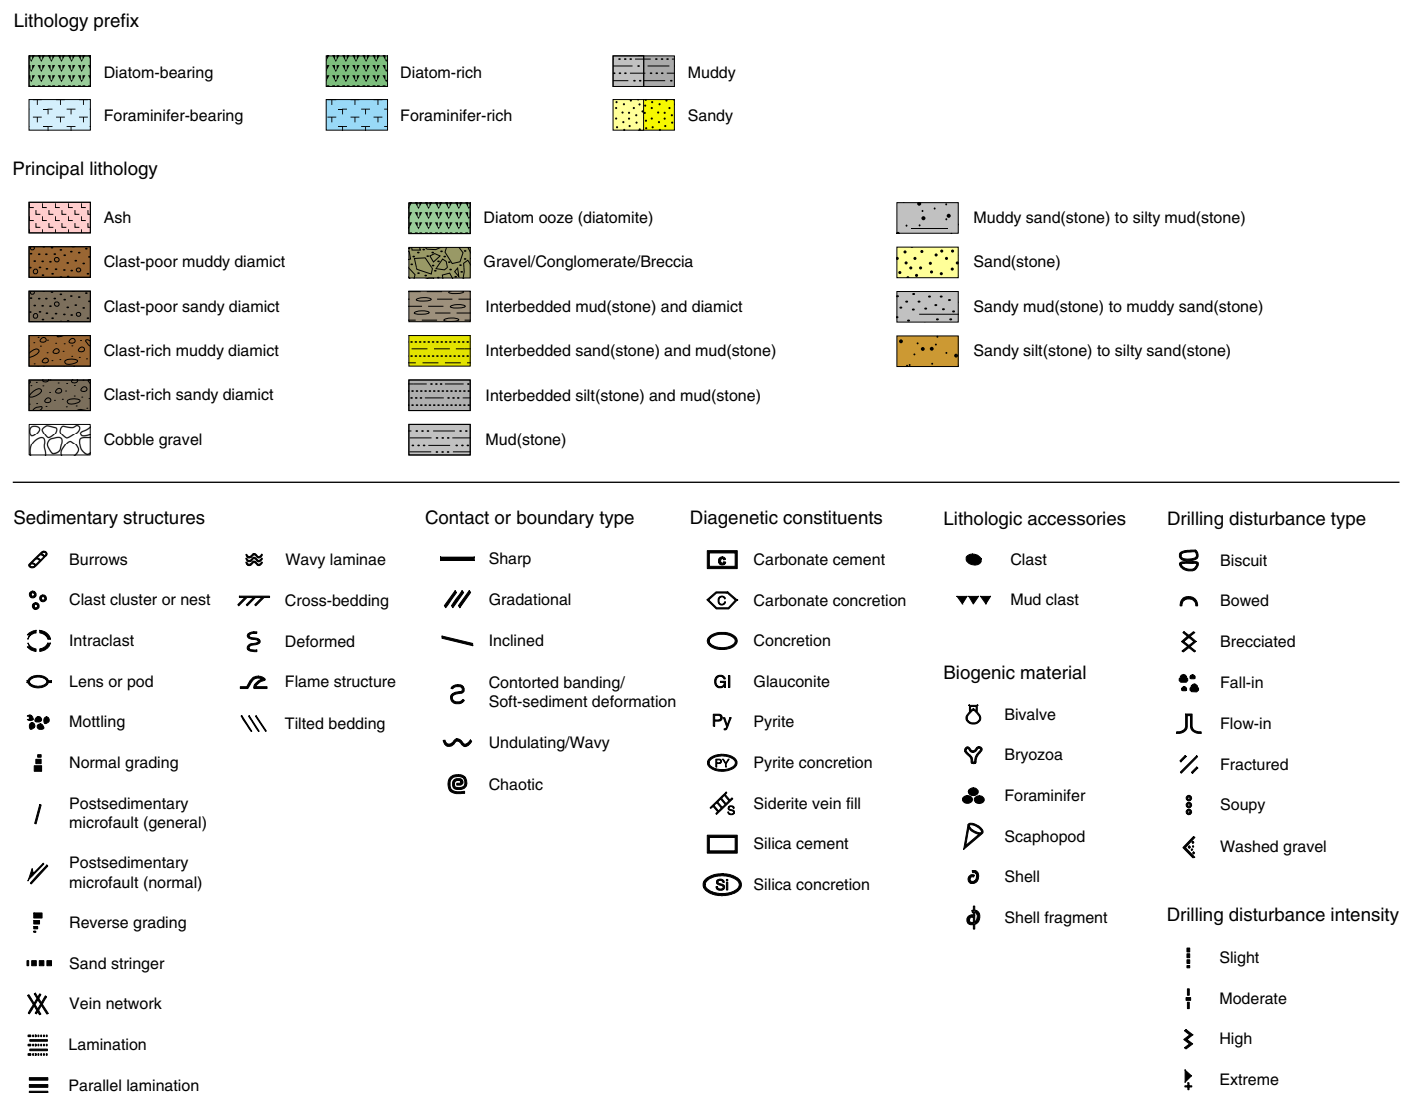 Lithology prefix
Diatom-bearing
Diatom-rich
Muddy
Foraminifer-bearing
Foraminifer-rich
Sandy
Principal lithology
Ash
Clast-poor muddy diamict
Clast-poor sandy diamict
Clast-rich muddy diamict
Clast-rich sandy diamict
Cobble gravel
Diatom ooze (diatomite)
Gravel/Conglomerate/Breccia
Interbedded mud(stone) and diamict
Interbedded sand(stone) and mud(stone)
Interbedded silt(stone) and mud(stone)
Mud(stone)
Muddy sand(stone) to silty mud(stone)
Sand(stone)
Sandy mud(stone) to muddy sand(stone)
Sandy silt(stone) to silty sand(stone)
Sedimentary structures
Burrows
Clast cluster or nest
Intraclast
Lens or pod
Mottling
Normal grading
Postsedimentary
microfault (general)
Postsedimentary
microfault (normal)
Reverse grading
Sand stringer
Vein network
Lamination
Parallel lamination
Wavy laminae
Cross-bedding
Deformed
Flame structure
Tilted bedding
Contact or boundary type
Sharp
Gradational
Inclined
Contorted banding/
Soft-sediment deformation
Undulating/Wavy
Chaotic
Diagenetic constituents
c Carbonate cement
C Carbonate concretion
Concretion
Gl Glauconite
Py Pyrite
PY Pyrite concretion
S Siderite vein fill
Silica cement
Si Silica concretion
Lithologic accessories
Clast
Mud clast
Biogenic material
Bivalve
Bryozoa
Foraminifer
Scaphopod
Shell
Shell fragment
Drilling disturbance type
Biscuit
Bowed
Brecciated
Fall-in
Flow-in
Fractured
Soupy
Washed gravel
Drilling disturbance intensity
Slight
Moderate
High
Extreme